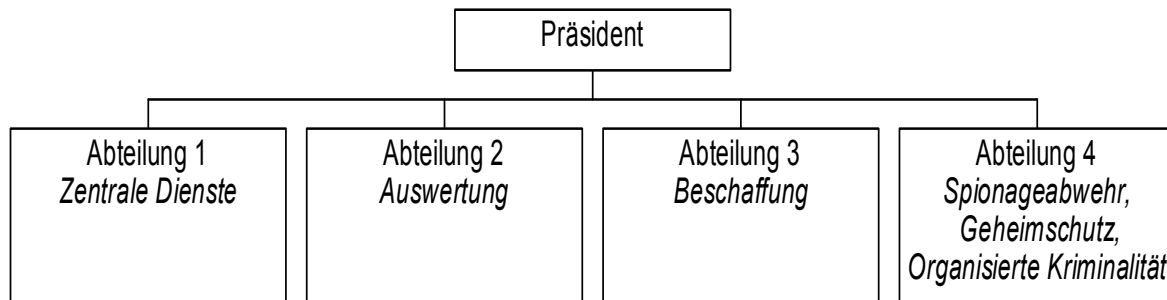 Präsident
Abteilung 1
Zentrale Dienste
Abteilung 2
Auswertung
Abteilung 3
Beschaffung
Abteilung 4
Spionageabwehr,
Geheimschutz,
Organisierte Kriminalität